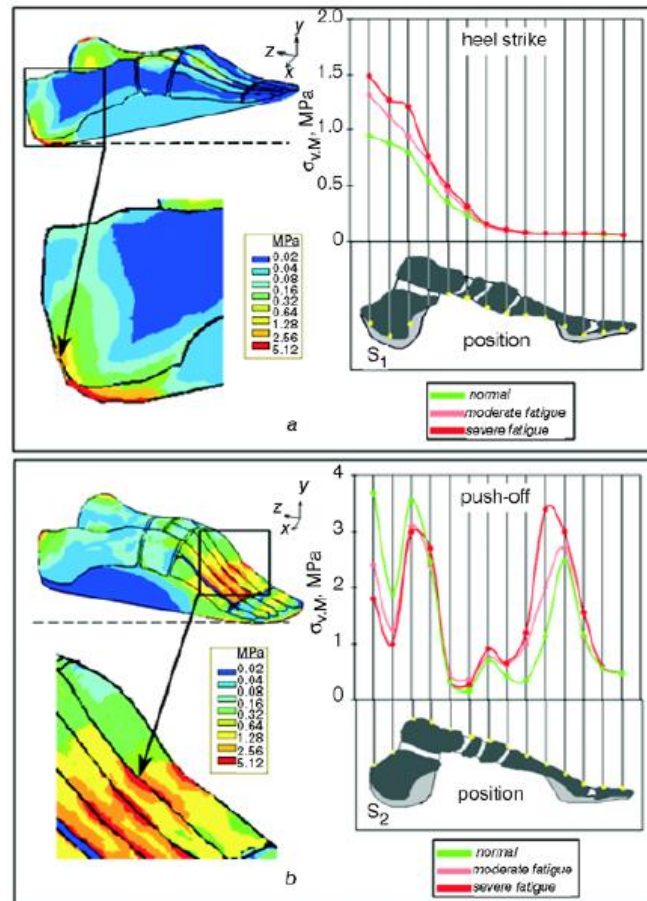 a
y
z
x
MPa
0.02
0.04
0.08
0.16
0.32
0.64
1.28
2.56
5.12
2.0
1.5
1.0
0.5
0
σv.M, MPa
heel strike
S1
position
normal
moderate fatigue
severe fatigue
a
b
y
z
x
MPa
0.02
0.04
0.08
0.16
0.32
0.64
1.28
2.56
5.12
4
3
2
1
0
σv.M, MPa
push-off
S2
position
normal
moderate fatigue
severe fatigue
b